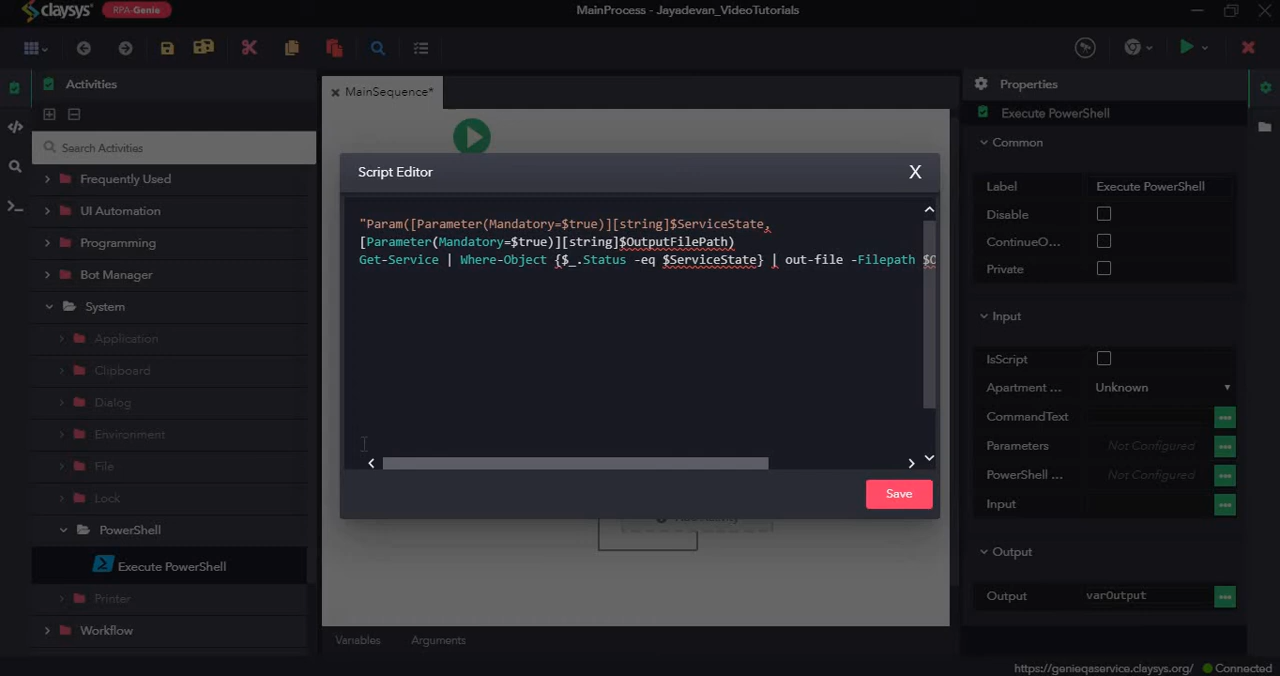 claysys RPA-Genie
MainProcess - Jayadevan_VideoTutorials
Activities
Search Activities
Frequently Used
UI Automation
Programming
Bot Manager
System
Application
Clipboard
Dialog
Environment
File
Lock
PowerShell
Execute PowerShell
Printer
Workflow
MainSequence*
Script Editor
X
"Param([Parameter(Mandatory=$true)][string]$ServiceState,
[Parameter(Mandatory=$true)][string]$OutputFilePath)
Get-Service | Where-Object {$_.Status -eq $ServiceState} | out-file -Filepath $O
Save
Variables Arguments
Properties
Execute PowerShell
Common
Label Execute PowerShell
Disable
ContinueO...
Private
Input
IsScript
Apartment ... Unknown
CommandText
Parameters Not Configured
PowerShell ... Not Configured
Input
Output
Output varOutput
https://genieqaservice.claysys.org/ Connected